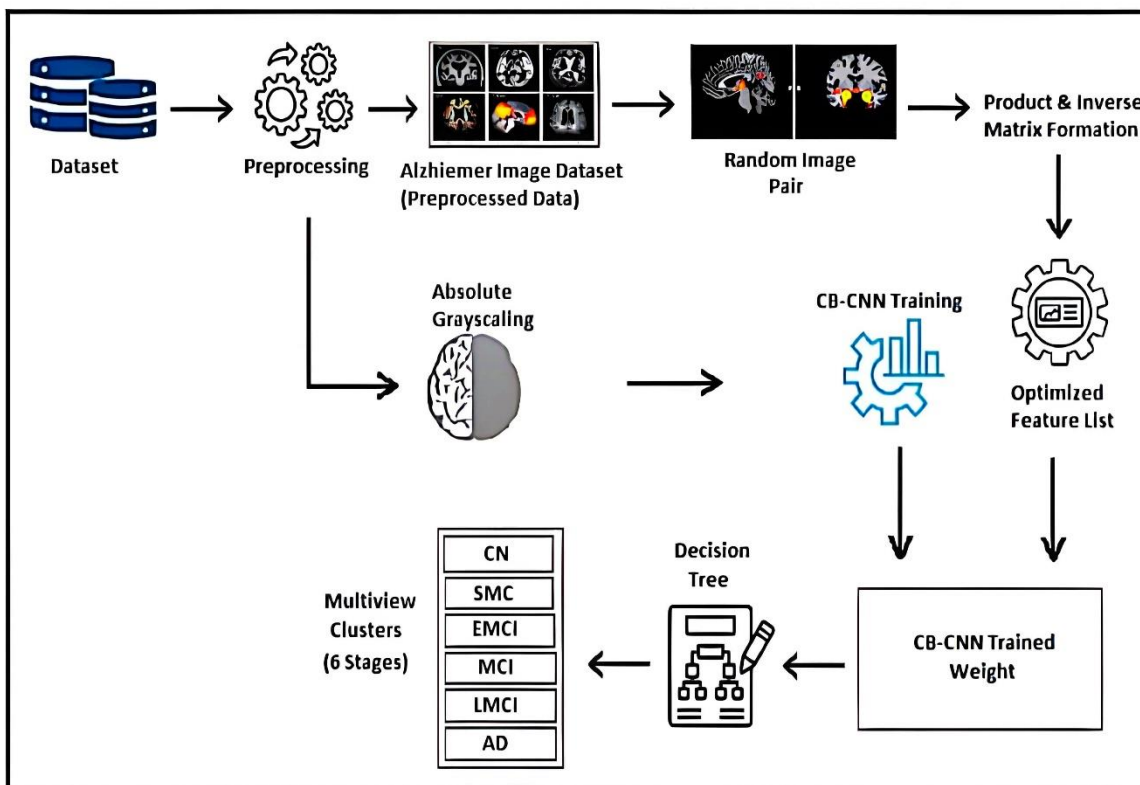 Dataset
Preprocessing
Alzhiemer Image Dataset
(Preprocessed Data)
Random Image
Pair
Product & Inverse
Matrix Formation
Absolute
Grayscaling
CB-CNN Training
Optimized
Feature List
Multiview
Clusters
(6 Stages)
CN
SMC
EMCI
MCI
LMCI
AD
Decision
Tree
CB-CNN Trained
Weight